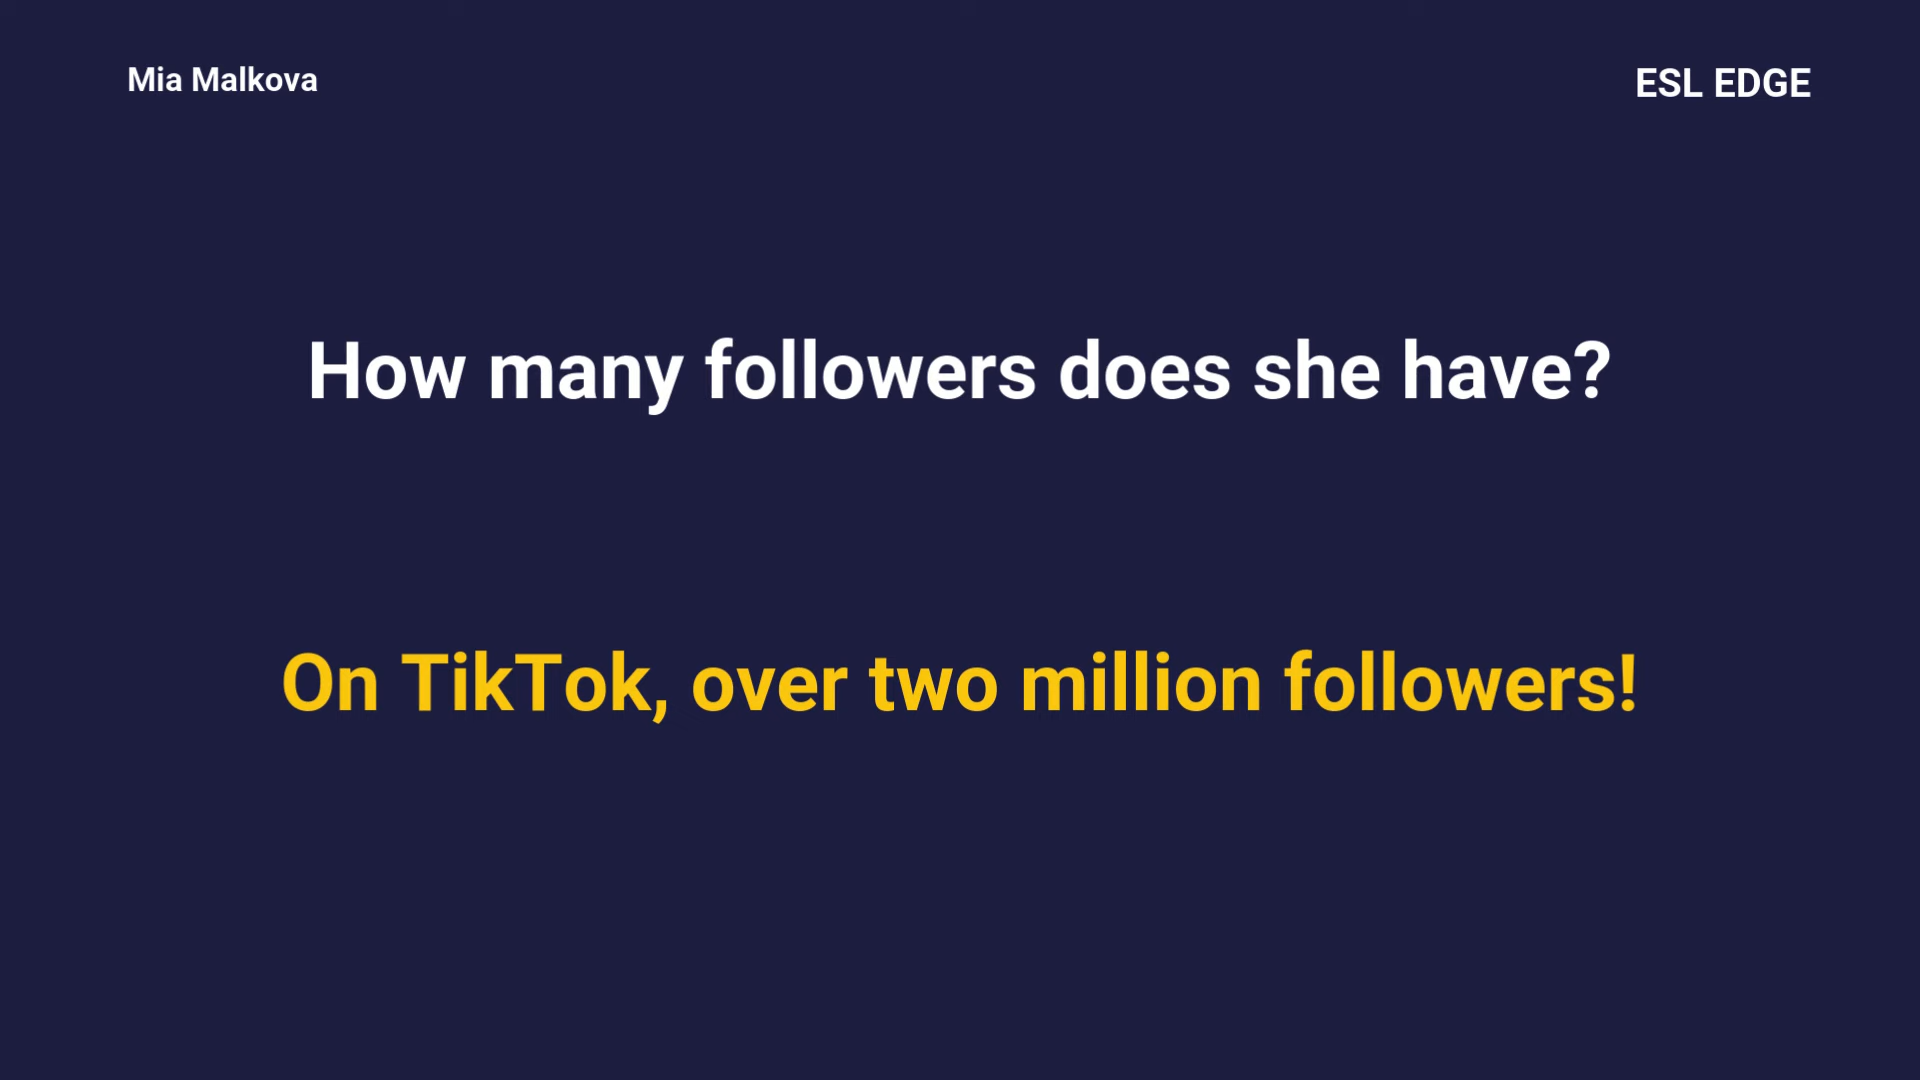 Mia Malkova
ESL EDGE
How many followers does she have?
On TikTok, over two million followers!